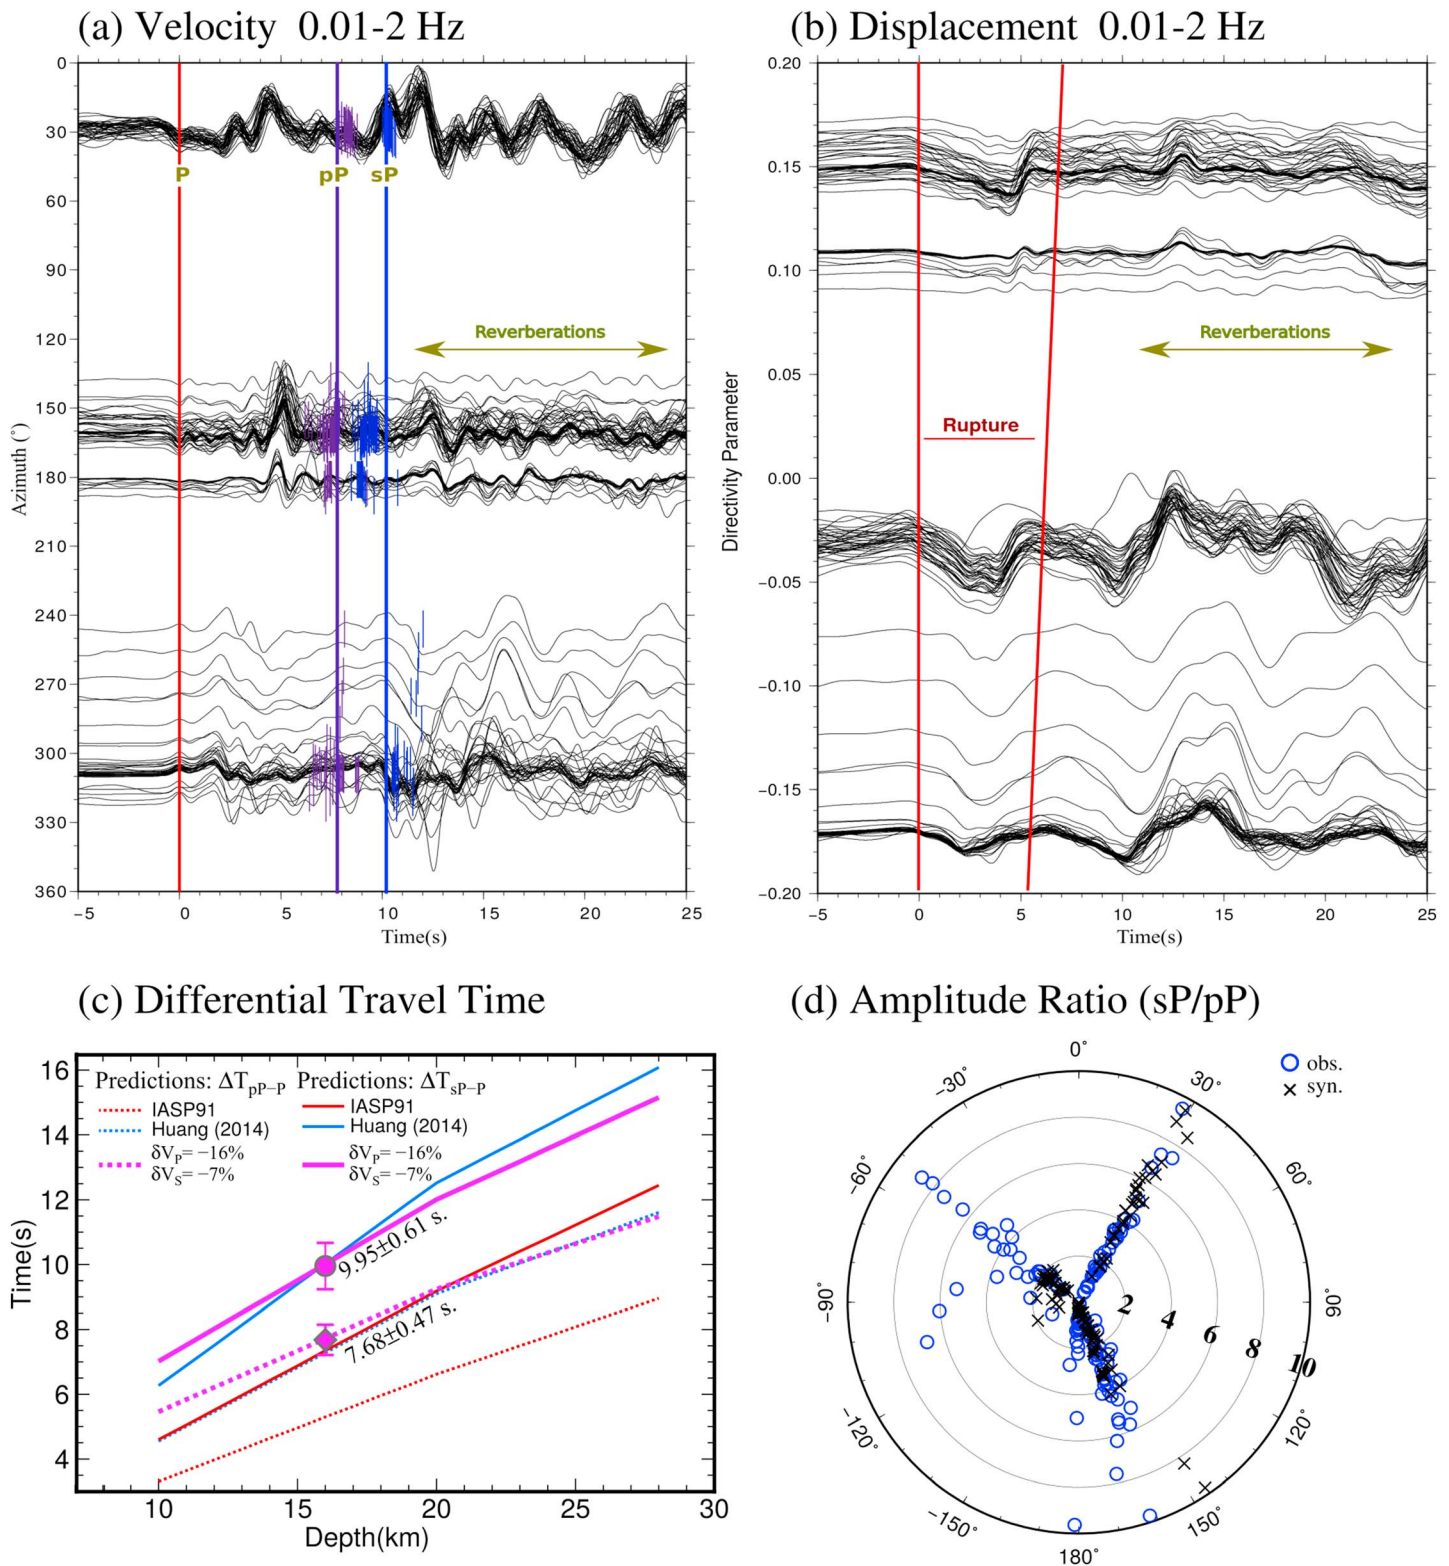 (a) Velocity 0.01-2 Hz
0
30
60
90
120
150
180
210
240
270
300
330
360
Azimuth (°)
P
pP
sP
Reverberations
−5
0
5
10
15
20
25
Time(s)
(b) Displacement 0.01-2 Hz
0.20
0.15
0.10
0.05
0.00
−0.05
−0.10
−0.15
−0.20
Directivity Parameter
Reverberations
Rupture
−5
0
5
10
15
20
25
Time(s)
(c) Differential Travel Time
16
14
12
10
8
6
4
Time(s)
Predictions: ΔTpP−P
IASP91
Huang (2014)
δVP= −16%
δVS= −7%
Predictions: ΔTsP−P
IASP91
Huang (2014)
δVP= −16%
δVS= −7%
9.95±0.61 s.
7.68±0.47 s.
10
15
20
25
30
Depth(km)
(d) Amplitude Ratio (sP/pP)
obs.
syn.
0°
30°
60°
90°
120°
150°
180°
−150°
−120°
−90°
−60°
−30°
2
4
6
8
10